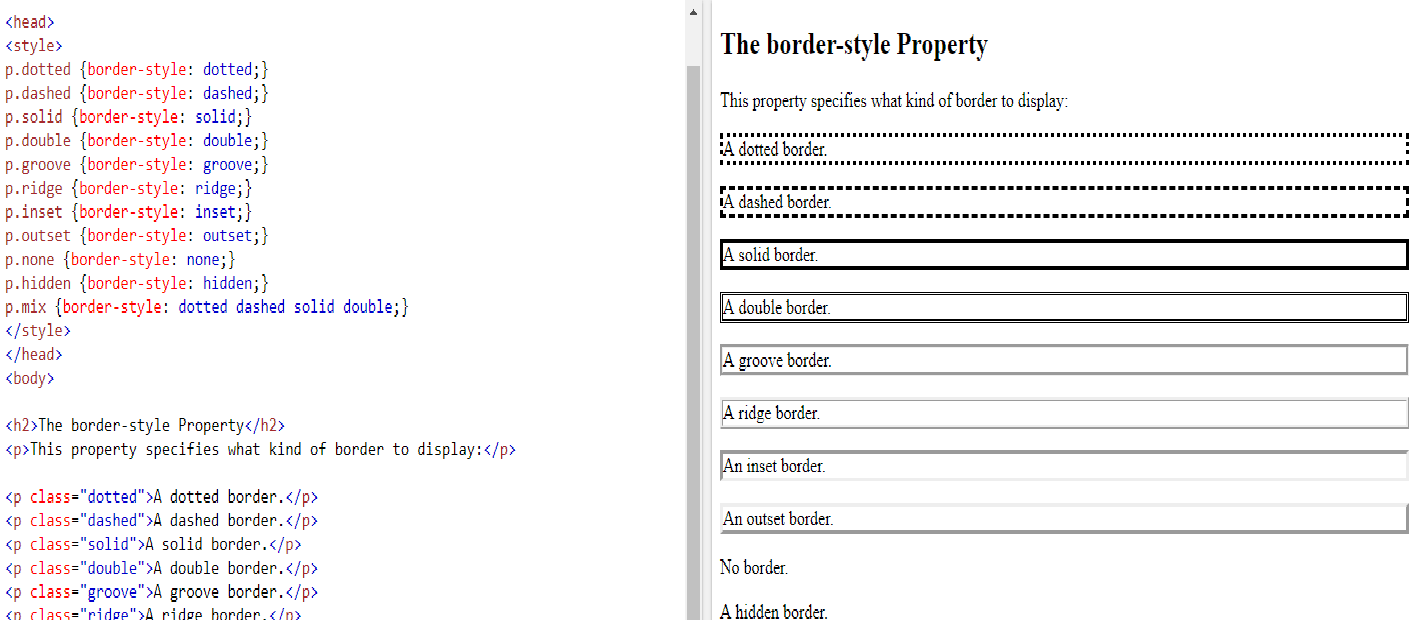 <head>
<style>
p.dotted {border-style: dotted;}
p.dashed {border-style: dashed;}
p.solid {border-style: solid;}
p.double {border-style: double;}
p.groove {border-style: groove;}
p.ridge {border-style: ridge;}
p.inset {border-style: inset;}
p.outset {border-style: outset;}
p.none {border-style: none;}
p.hidden {border-style: hidden;}
p.mix {border-style: dotted dashed solid double;}
</style>
</head>
<body>
<h2>The border-style Property</h2>
<p>This property specifies what kind of border to display:</p>
<p class="dotted">A dotted border.</p>
<p class="dashed">A dashed border.</p>
<p class="solid">A solid border.</p>
<p class="double">A double border.</p>
<p class="groove">A groove border.</p>
<p class="ridge">A ridge border.</p>
The border-style Property
This property specifies what kind of border to display:
A dotted border.
A dashed border.
A solid border.
A double border.
A groove border.
A ridge border.
An inset border.
An outset border.
No border.
A hidden border.